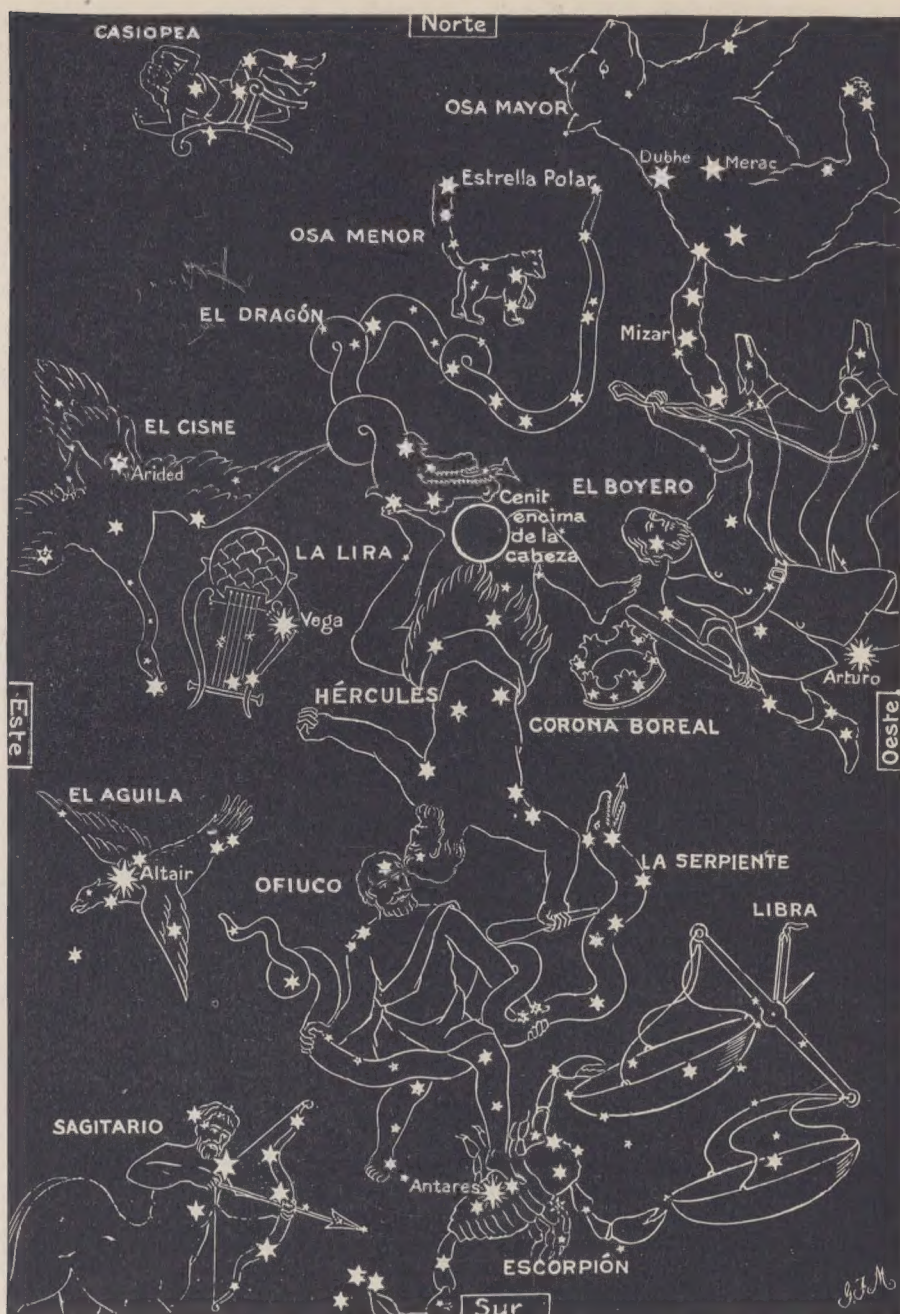 Norte
CASIOPEA
OSA MAYOR
Dubhe
Merac
Estrella Polar
OSA MENOR
EL DRAGÓN
Mizar
EL CISNE
Arided
EL BOYERO
Cenit
encima
de la
cabeza
LA LIRA
Vega
Arturo
HÉRCULES
CORONA BOREAL
Este
Oeste
EL AGUILA
Altair
OFIUCO
LA SERPIENTE
LIBRA
SAGITARIO
Antares
ESCORPIÓN
Sur